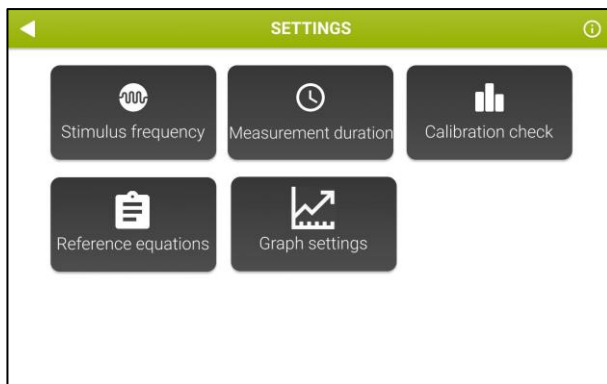 SETTINGS
Stimulus frequency
Measurement duration
Calibration check
Reference equations
Graph settings